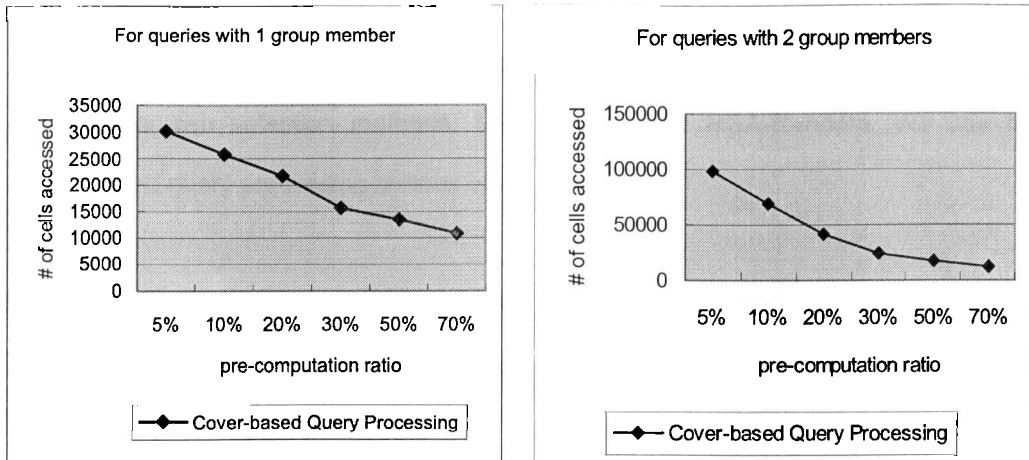 For queries with 1 group member
# of cells accessed
35000
30000
25000
20000
15000
10000
5000
0
5% 10% 20% 30% 50% 70%
pre-computation ratio
Cover-based Query Processing
For queries with 2 group members
# of cells accessed
150000
100000
50000
0
5% 10% 20% 30% 50% 70%
pre-computation ratio
Cover-based Query Processing